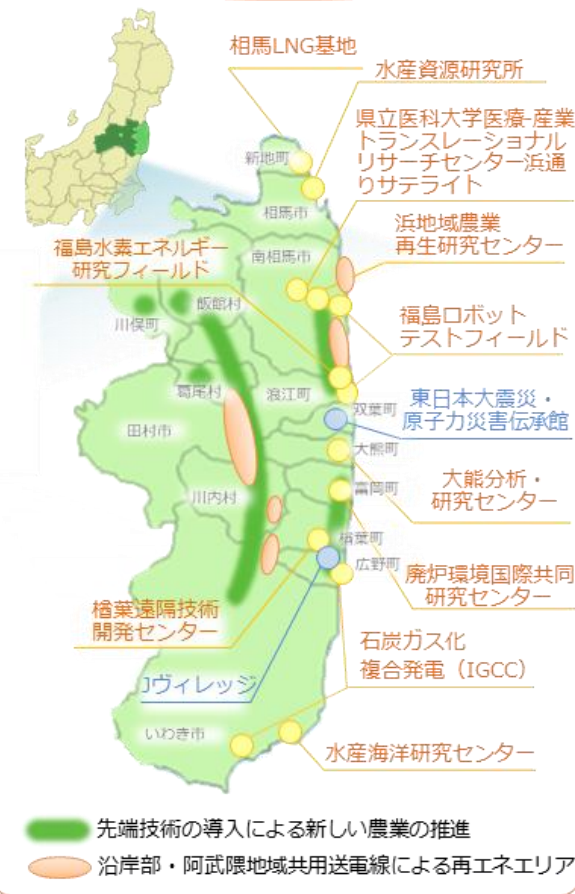 相馬LNG基地
水産資源研究所
県立医科大学医療-産業
トランスレーショナル
リサーチセンター浜通
りサテライト
新地町
相馬市
浜地域農業
再生研究センター
福島水素エネルギー
研究フィールド
南相馬市
飯館村
川俣町
福島ロボット
テストフィールド
葛尾村
浪江町
双葉町
東日本大震災・
原子力災害伝承館
田村市
大熊町
大熊分析・
研究センター
川内村
富岡町
楢葉町
広野町
廃炉環境国際共同
研究センター
楢葉遠隔技術
開発センター
石炭ガス化
複合発電（IGCC）
Jヴィレッジ
いわき市
水産海洋研究センター
先端技術の導入による新しい農業の推進
沿岸部・阿武隈地域共用送電線による再エネエリア